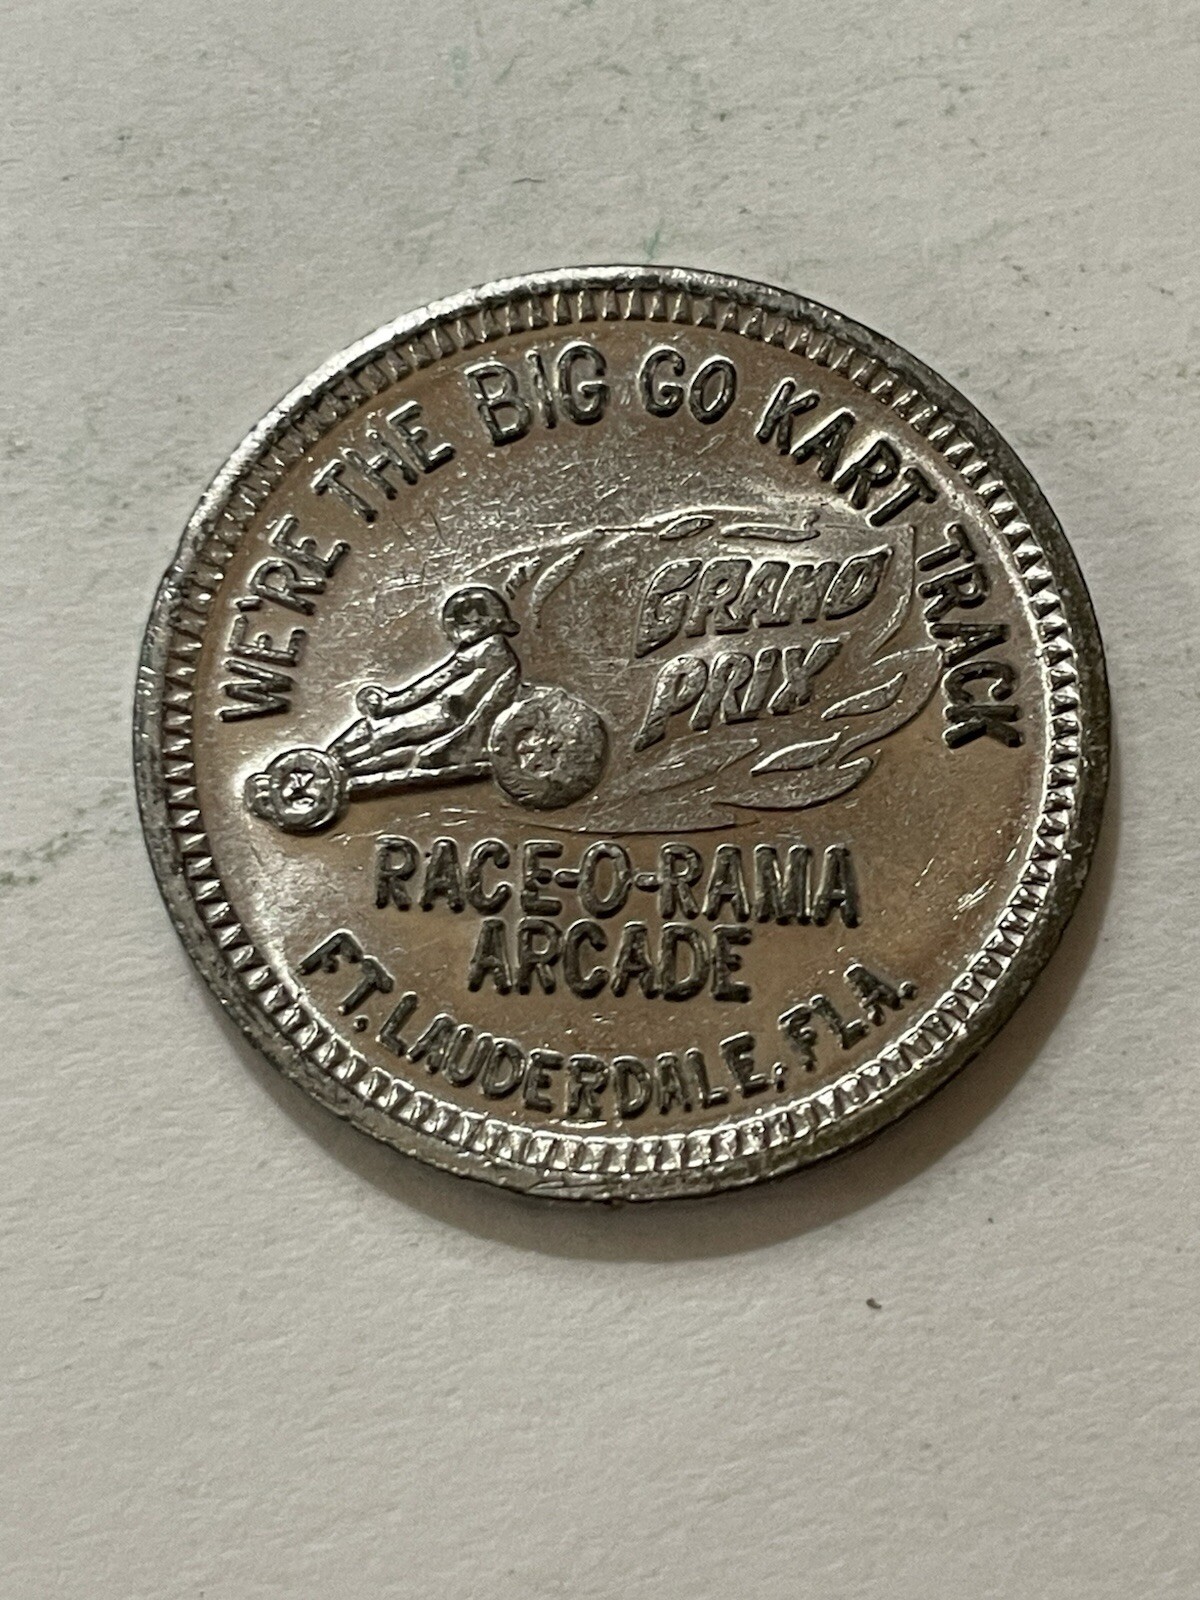 WE'RE THE BIG GO KART TRACK
GRAND
PRIX
RACE-O-RAMA
ARCADE
FT. LAUDERDALE, FLA.